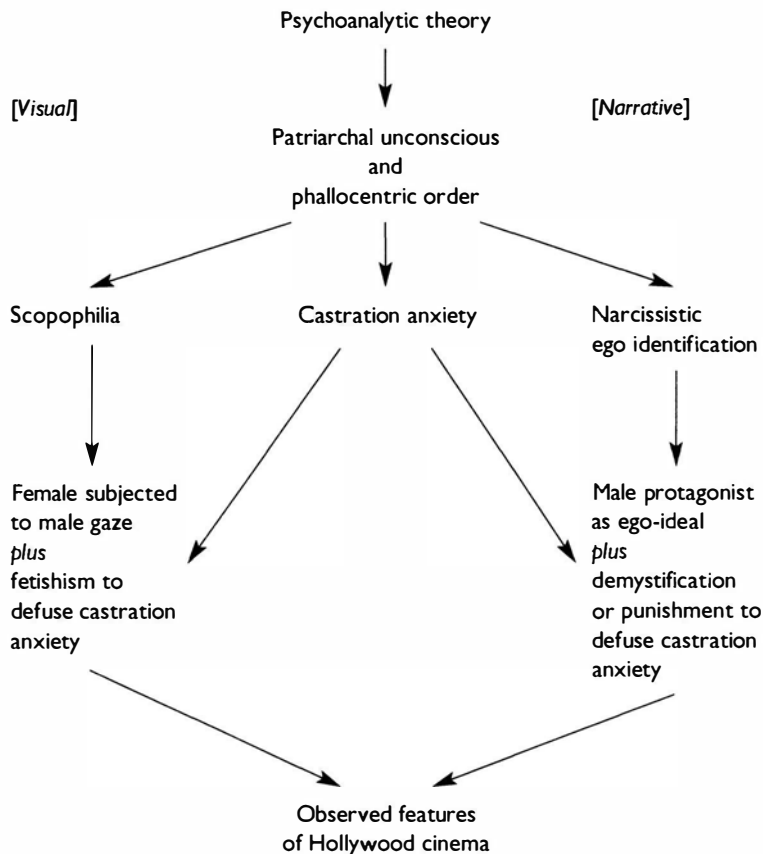 Psychoanalytic theory
[Visual]
[Narrative]
Patriarchal unconscious
and
phallocentric order
Scopophilia
Castration anxiety
Narcissistic
ego identification
Female subjected
to male gaze
plus
fetishism to
defuse castration
anxiety
Male protagonist
as ego-ideal
plus
demystification
or punishment to
defuse castration
anxiety
Observed features
of Hollywood cinema